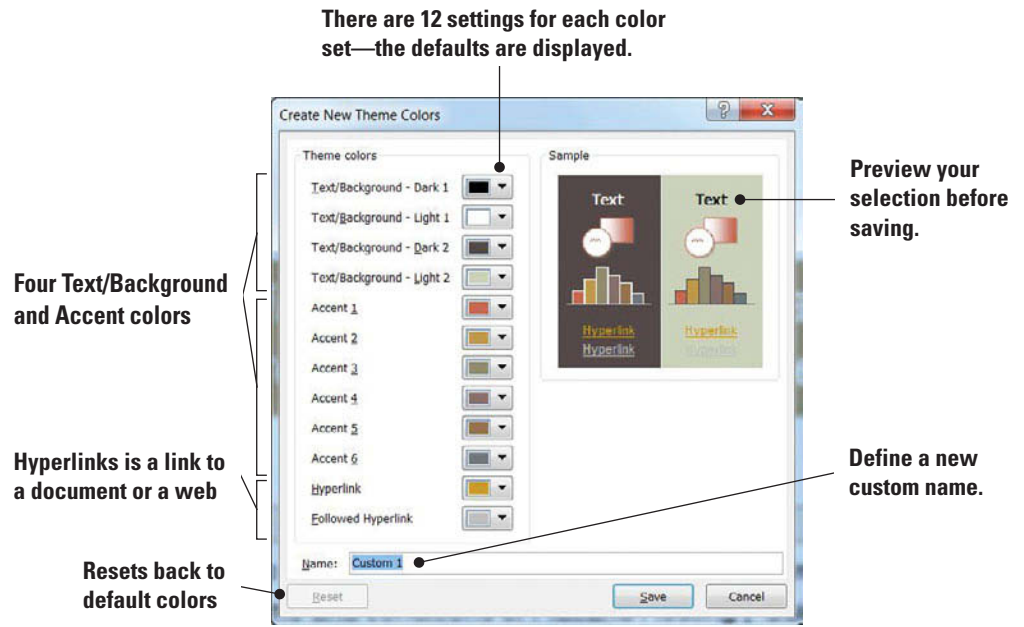 There are 12 settings for each color
set—the defaults are displayed.
Create New Theme Colors
Theme colors
Sample
Text/Background - Dark 1
Text/Background - Light 1
Text/Background - Dark 2
Text/Background - Light 2
Accent 1
Accent 2
Accent 3
Accent 4
Accent 5
Accent 6
Hyperlink
Followed Hyperlink
Text
Text
Hyperlink
Hyperlink
Hyperlink
Hyperlink
Preview your
selection before
saving.
Four Text/Background
and Accent colors
Hyperlinks is a link to
a document or a web
Define a new
custom name.
Name: Custom 1
Resets back to
default colors
Reset
Save
Cancel